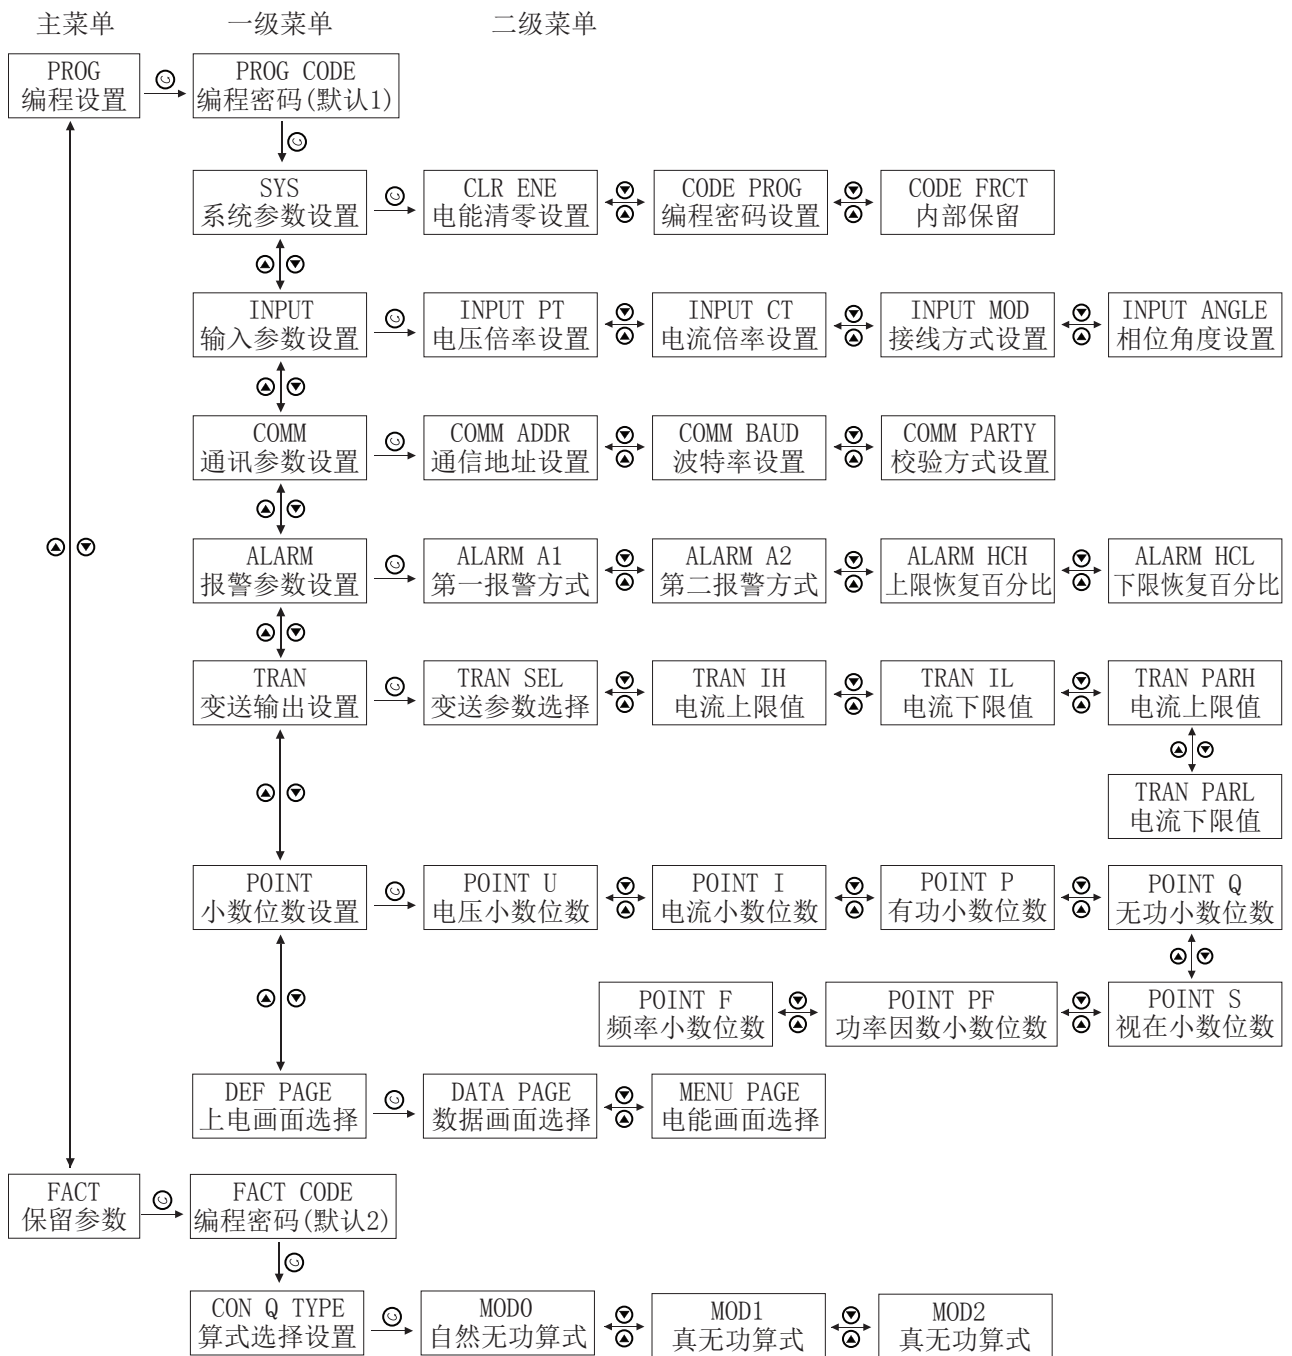 主菜单
一级菜单
二级菜单
PROG
编程设置
PROG CODE
编程密码(默认1)
SYS
系统参数设置
CLR ENE
电能清零设置
CODE PROG
编程密码设置
CODE FRCT
内部保留
INPUT
输入参数设置
INPUT PT
电压倍率设置
INPUT CT
电流倍率设置
INPUT MOD
接线方式设置
INPUT ANGLE
相位角度设置
COMM
通讯参数设置
COMM ADDR
通信地址设置
COMM BAUD
波特率设置
COMM PARTY
校验方式设置
ALARM
报警参数设置
ALARM A1
第一报警方式
ALARM A2
第二报警方式
ALARM HCH
上限恢复百分比
ALARM HCL
下限恢复百分比
TRAN
变送输出设置
TRAN SEL
变送参数选择
TRAN IH
电流上限值
TRAN IL
电流下限值
TRAN PARH
电流上限值
TRAN PARL
电流下限值
POINT
小数位数设置
POINT U
电压小数位数
POINT I
电流小数位数
POINT P
有功小数位数
POINT Q
无功小数位数
POINT F
频率小数位数
POINT PF
功率因数小数位数
POINT S
视在小数位数
DEF PAGE
上电画面选择
DATA PAGE
数据画面选择
MENU PAGE
电能画面选择
FACT
保留参数
FACT CODE
编程密码(默认2)
CON Q TYPE
算式选择设置
MOD0
自然无功算式
MOD1
真无功算式
MOD2
真无功算式